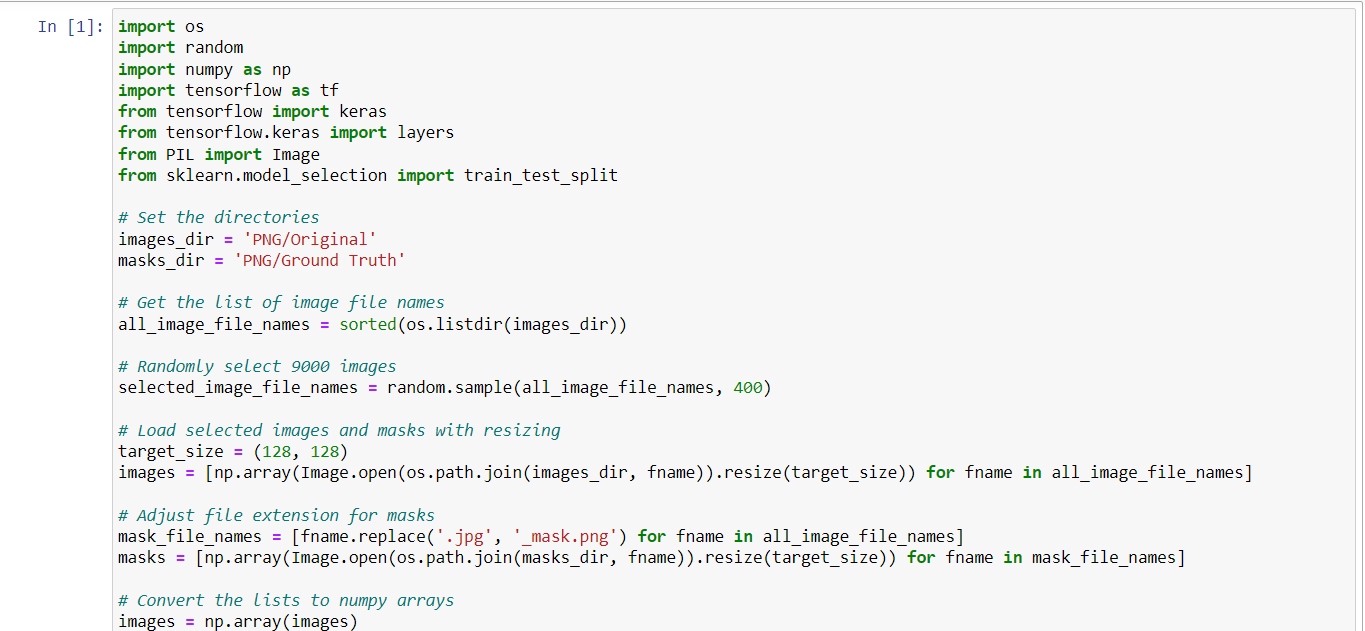 In [1]: import os
import random
import numpy as np
import tensorflow as tf
from tensorflow import keras
from tensorflow.keras import layers
from PIL import Image
from sklearn.model_selection import train_test_split
# Set the directories
images_dir = 'PNG/Original'
masks_dir = 'PNG/Ground Truth'
# Get the list of image file names
all_image_file_names = sorted(os.listdir(images_dir))
# Randomly select 9000 images
selected_image_file_names = random.sample(all_image_file_names, 400)
# Load selected images and masks with resizing
target_size = (128, 128)
images = [np.array(Image.open(os.path.join(images_dir, fname)).resize(target_size)) for fname in all_image_file_names]
# Adjust file extension for masks
mask_file_names = [fname.replace('.jpg', '_mask.png') for fname in all_image_file_names]
masks = [np.array(Image.open(os.path.join(masks_dir, fname)).resize(target_size)) for fname in mask_file_names]
# Convert the lists to numpy arrays
images = np.array(images)